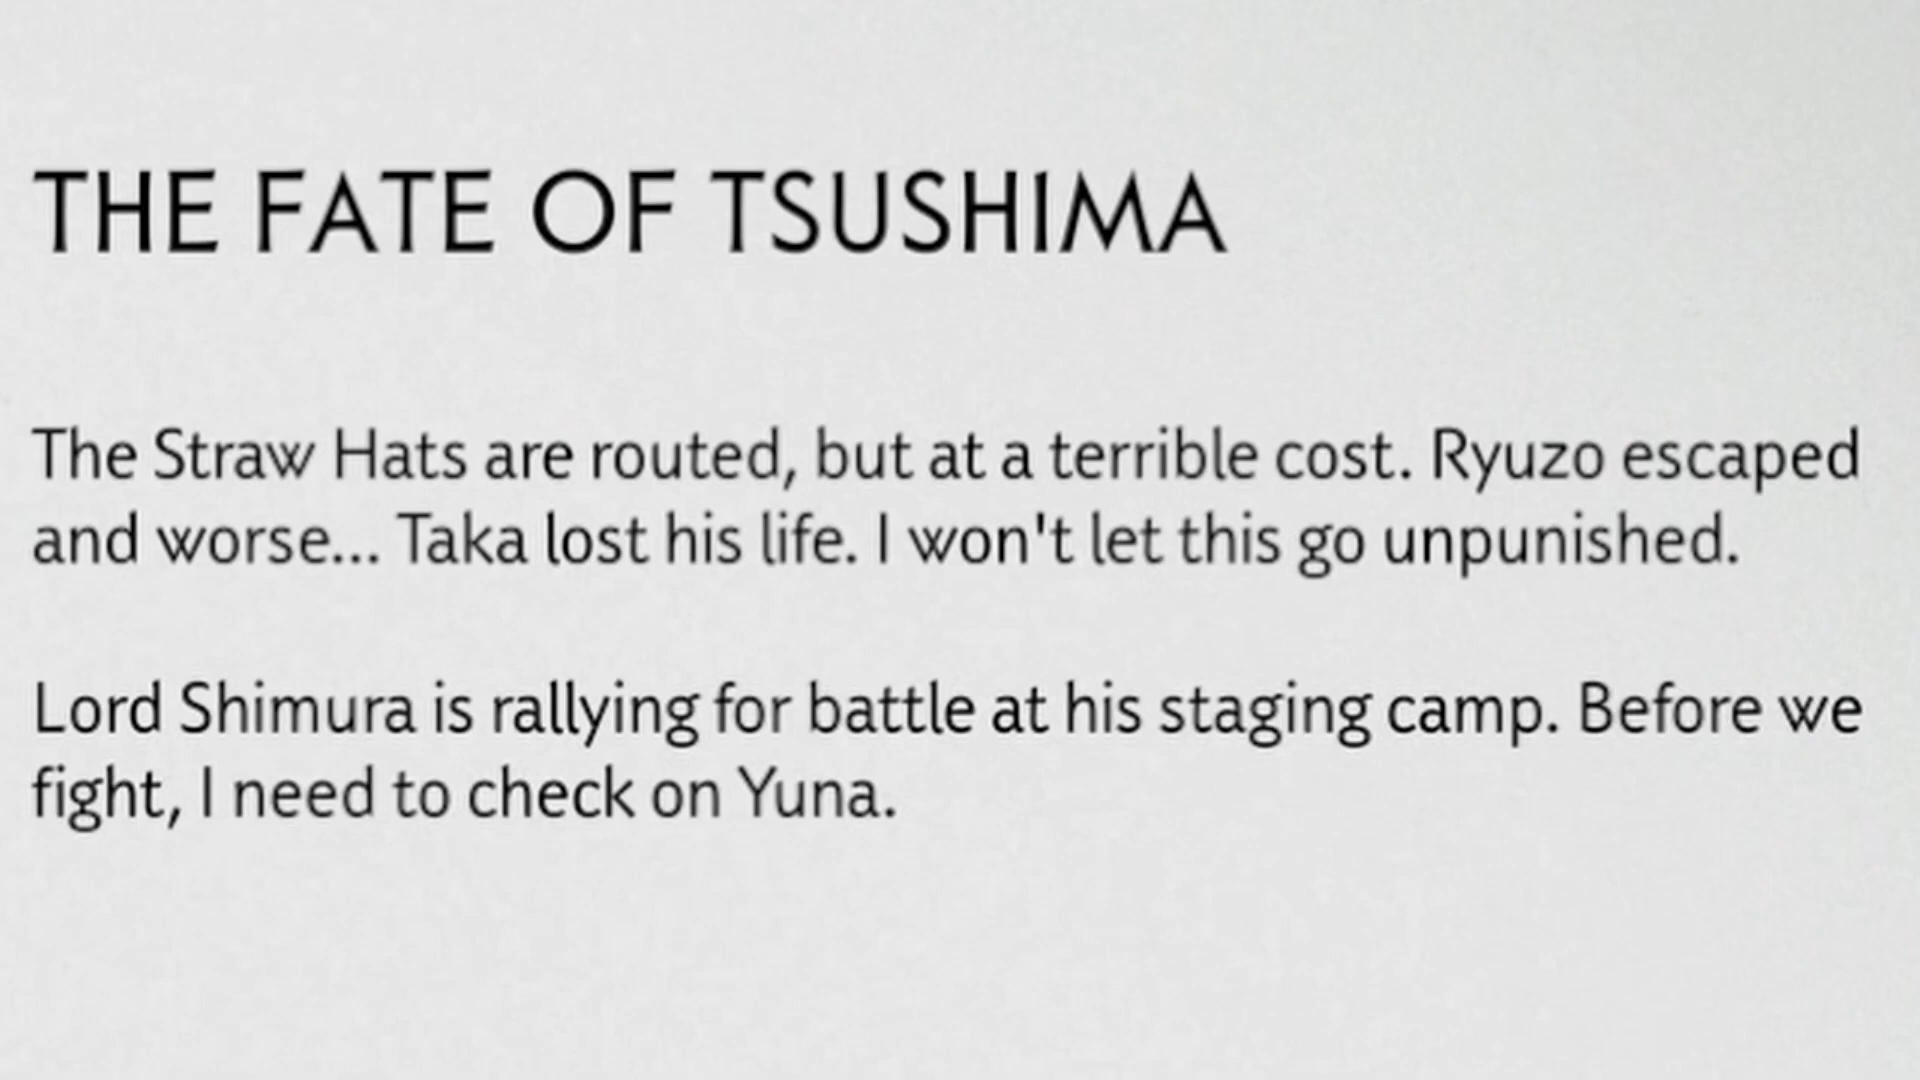 THE FATE OF TSUSHIMA
The Straw Hats are routed, but at a terrible cost. Ryuzo escaped
and worse... Taka lost his life. I won't let this go unpunished.
Lord Shimura is rallying for battle at his staging camp. Before we
fight, I need to check on Yuna.